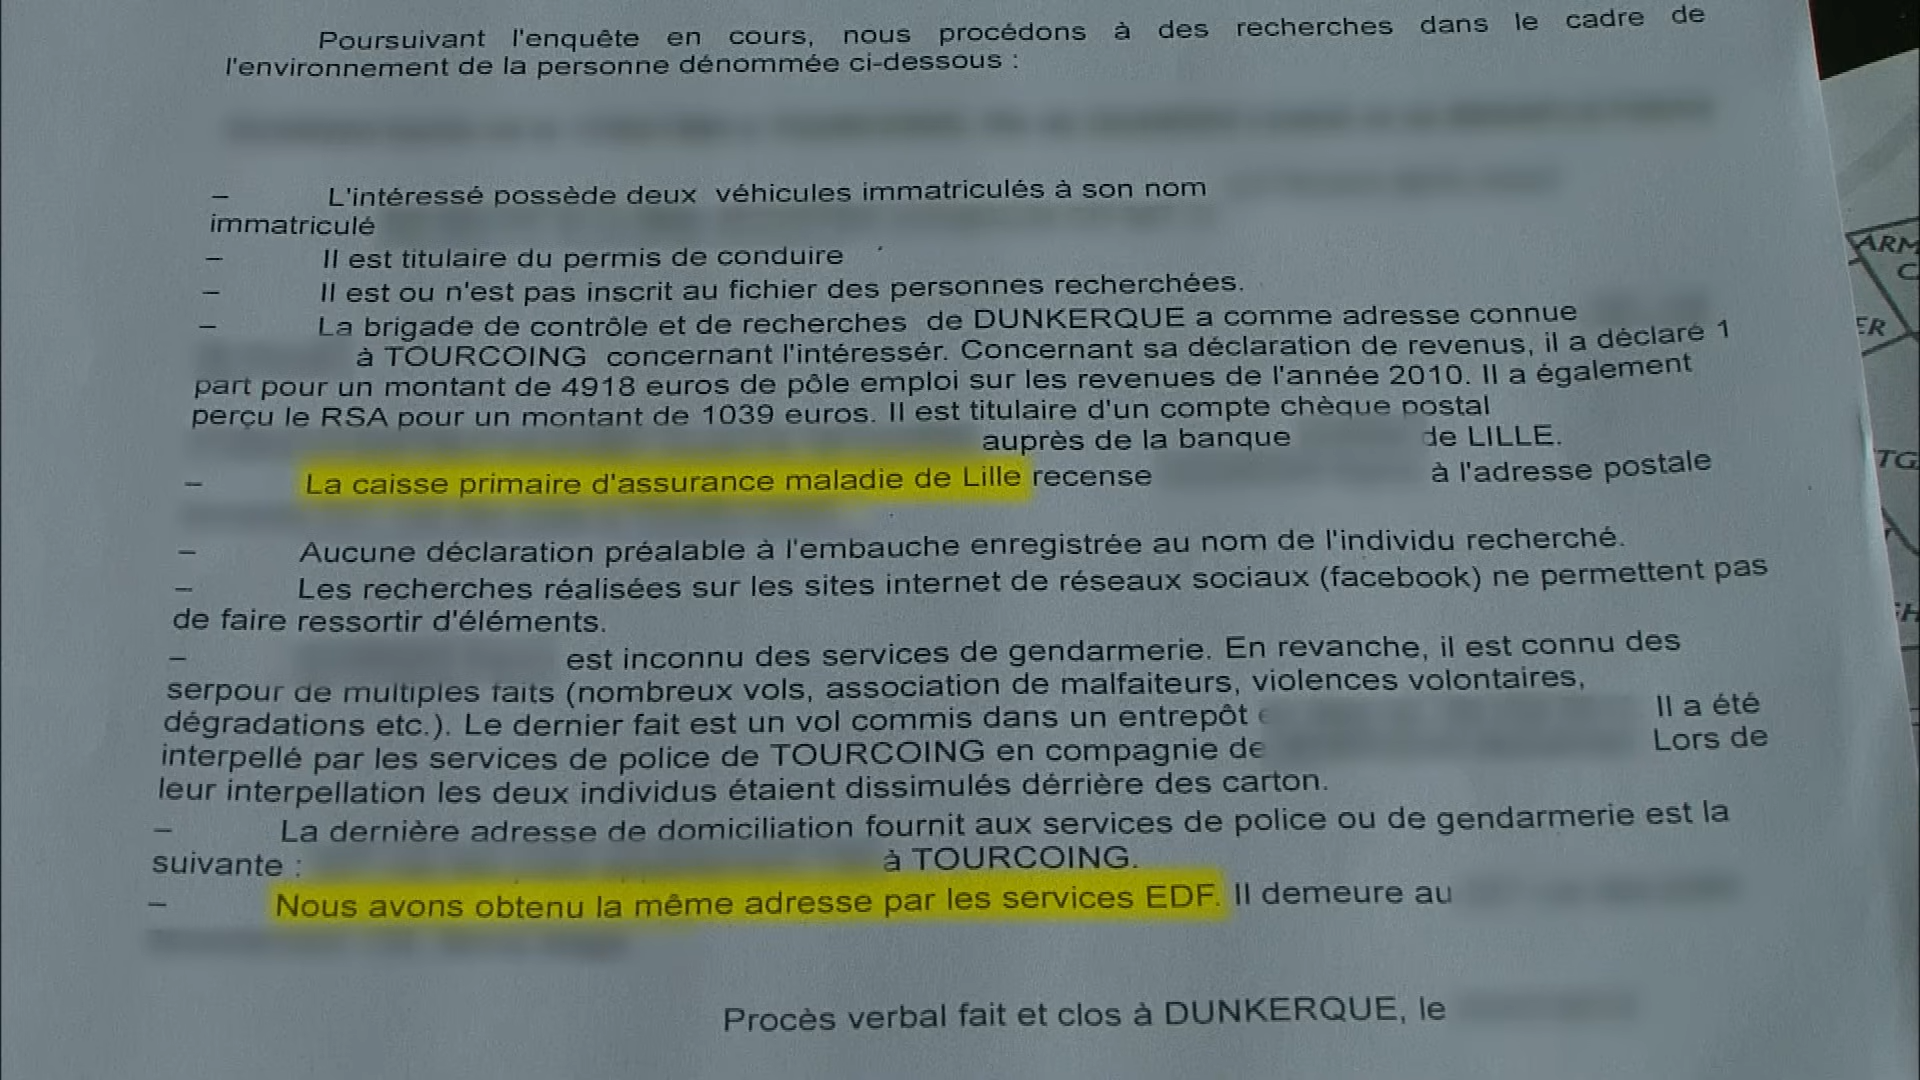 Poursuivant l'enquête en cours, nous procédons à des recherches dans le cadre de
l'environnement de la personne dénommée ci-dessous :
– L'intéressé possède deux véhicules immatriculés à son nom
immatriculé
– Il est titulaire du permis de conduire
– Il est ou n'est pas inscrit au fichier des personnes recherchées.
– La brigade de contrôle et de recherches de DUNKERQUE a comme adresse connue
à TOURCOING concernant l'intéressér. Concernant sa déclaration de revenus, il a déclaré 1
part pour un montant de 4918 euros de pôle emploi sur les revenues de l'année 2010. Il a également
perçu le RSA pour un montant de 1039 euros. Il est titulaire d'un compte chèque postal
auprès de la banque de LILLE.
– La caisse primaire d'assurance maladie de Lille recense à l'adresse postale
– Aucune déclaration préalable à l'embauche enregistrée au nom de l'individu recherché.
– Les recherches réalisées sur les sites internet de réseaux sociaux (facebook) ne permettent pas
de faire ressortir d'éléments.
– est inconnu des services de gendarmerie. En revanche, il est connu des
serpour de multiples faits (nombreux vols, association de malfaiteurs, violences volontaires,
dégradations etc.). Le dernier fait est un vol commis dans un entrepôt Il a été
interpellé par les services de police de TOURCOING en compagnie de Lors de
leur interpellation les deux individus étaient dissimulés dérrière des carton.
– La dernière adresse de domiciliation fournit aux services de police ou de gendarmerie est la
suivante : à TOURCOING.
– Nous avons obtenu la même adresse par les services EDF. Il demeure au
Procès verbal fait et clos à DUNKERQUE, le
ARM
ER
TG